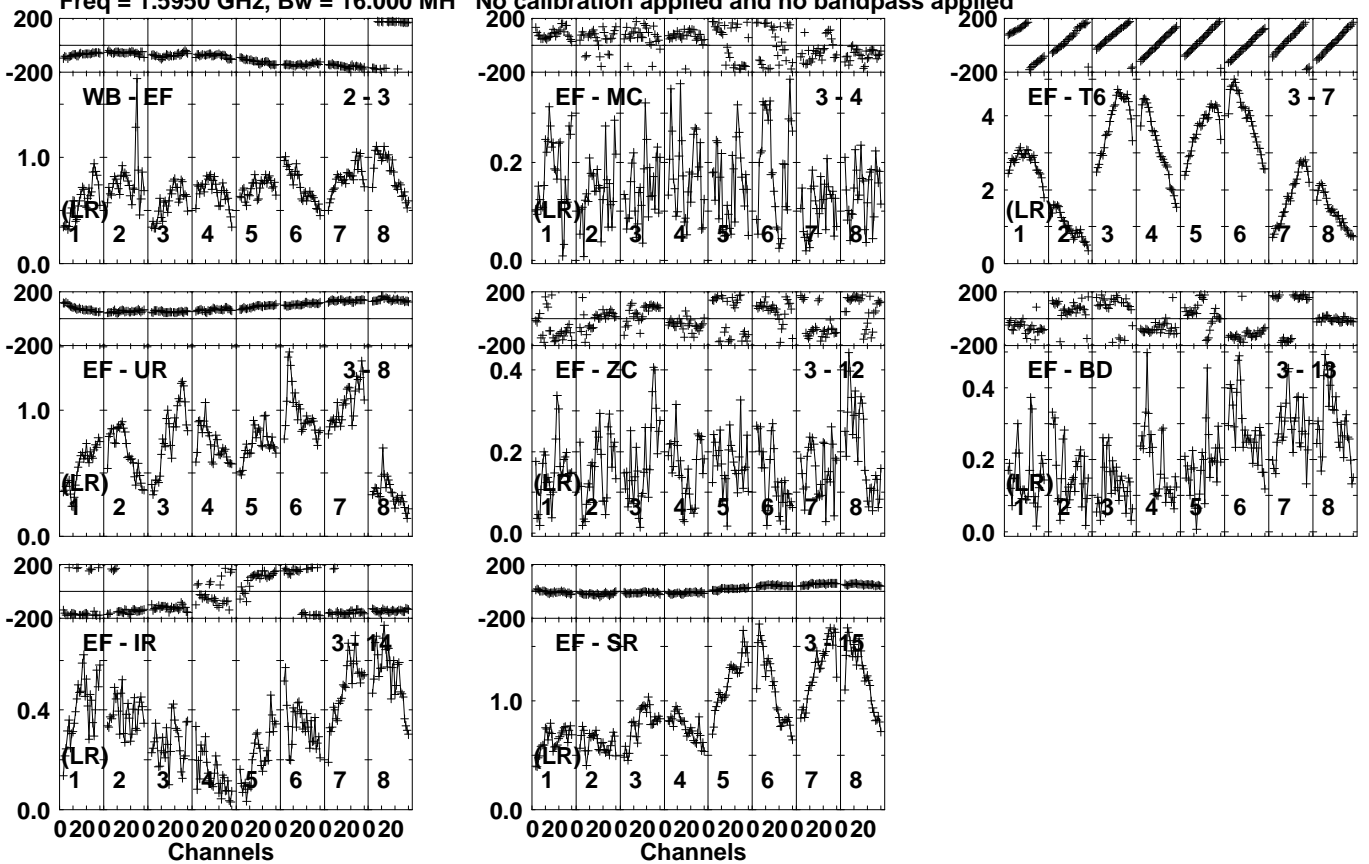 Freq = 1.5950 GHz, Bw = 16.000 MH No calibration applied and no bandpass applied
200
-200
WB - EF 2 - 3
1.0
(LR)
1 2 3 4 5 6 7 8
0.0
200
-200
EF - MC 3 - 4
0.2
(LR)
1 2 3 4 5 6 7 8
0.0
200
-200
EF - T6 3 - 7
4
2
(LR)
1 2 3 4 5 6 7 8
0
200
-200
EF - UR 3 - 8
1.0
(LR)
1 2 3 4 5 6 7 8
0.0
200
-200
EF - ZC 3 - 12
0.4
0.2
(LR)
1 2 3 4 5 6 7 8
0.0
200
-200
EF - BD 3 - 13
0.4
0.2
(LR)
1 2 3 4 5 6 7 8
0.0
200
-200
EF - IR 3 - 14
0.4
(LR)
1 2 3 4 5 6 7 8
0.0
020020020020020020020020
Channels
200
-200
EF - SR 3 - 15
1.0
(LR)
1 2 3 4 5 6 7 8
0.0
020020020020020020020020
Channels